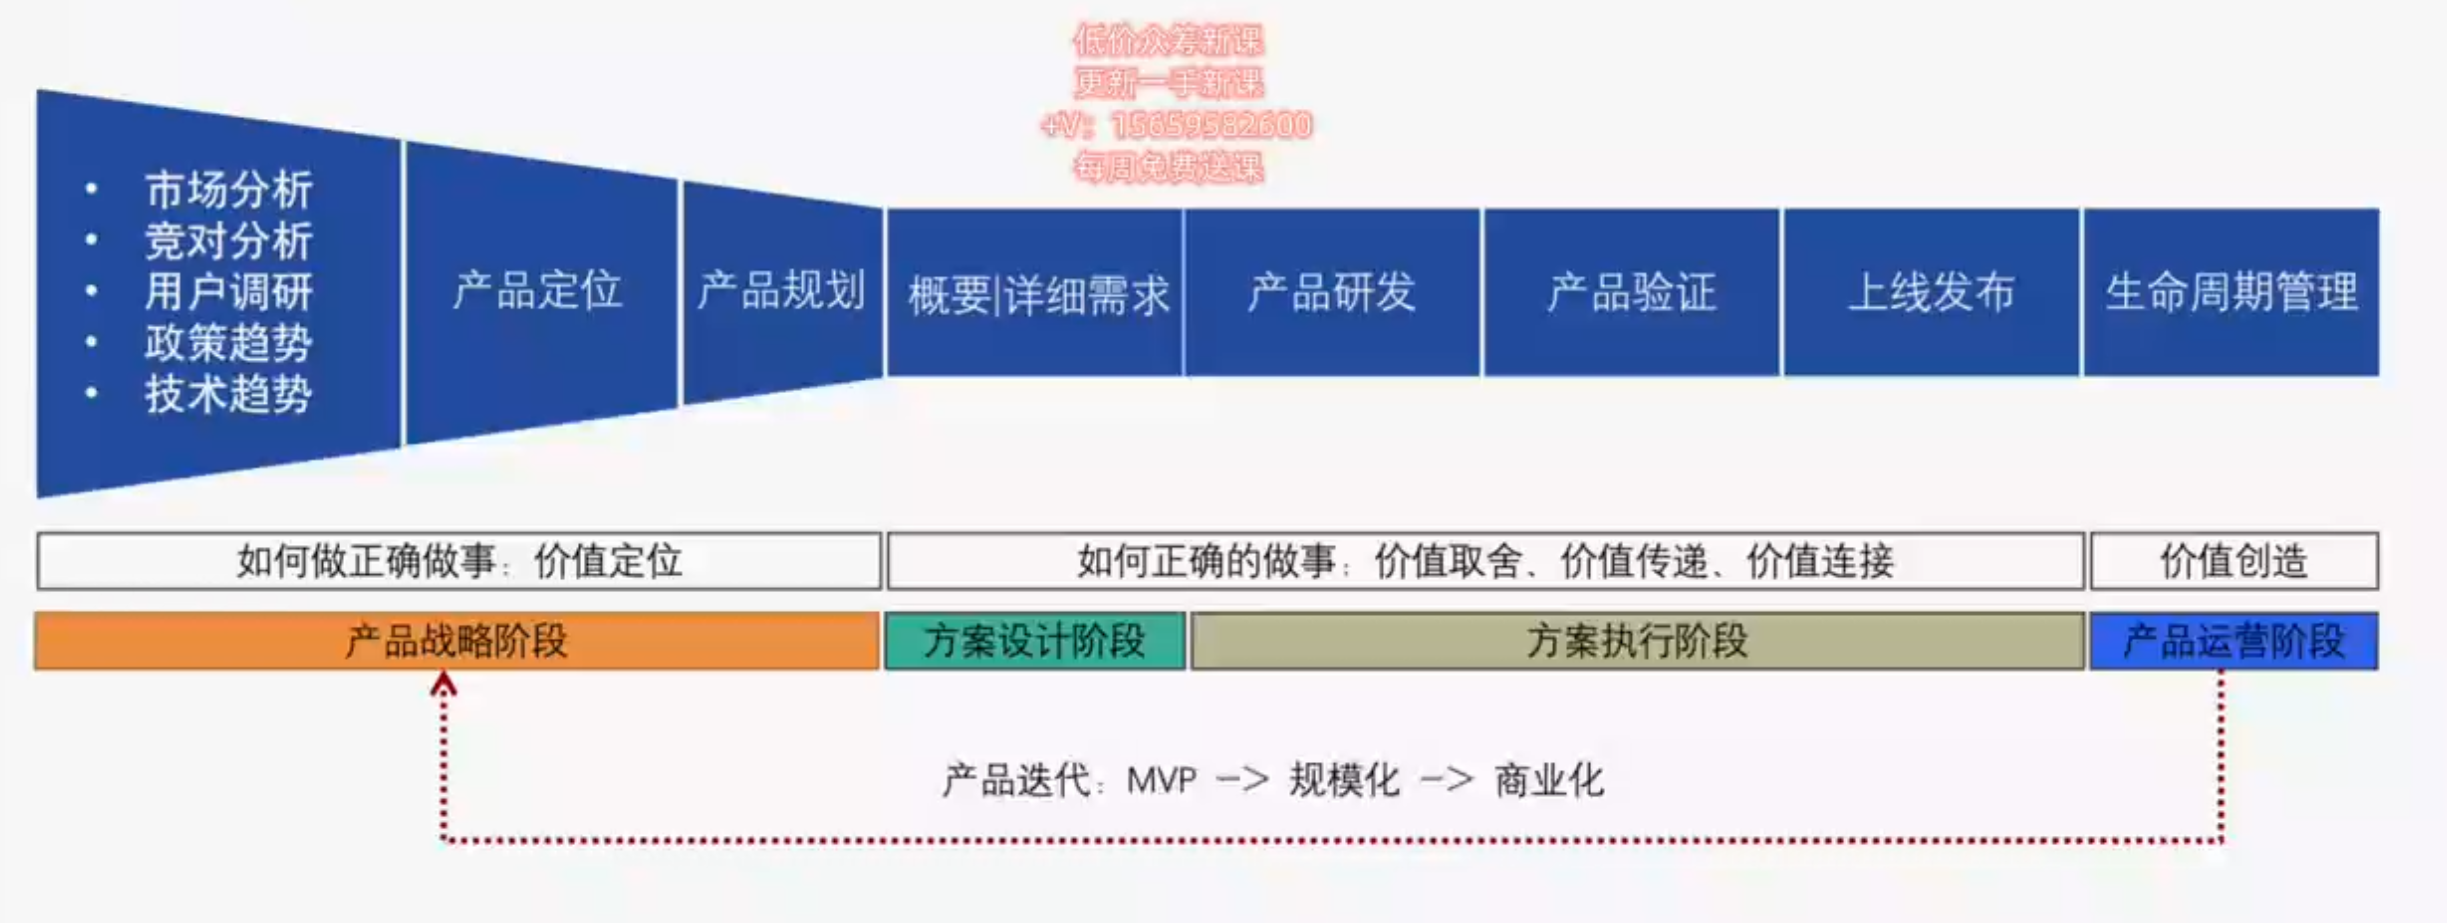 低价众筹新课
更新一手新课
+V：15659582600
每周免费送课
• 市场分析
• 竞对分析
• 用户调研
• 政策趋势
• 技术趋势
产品定位
产品规划
概要|详细需求
产品研发
产品验证
上线发布
生命周期管理
如何做正确做事：价值定位
如何正确的做事：价值取舍、价值传递、价值连接
价值创造
产品战略阶段
方案设计阶段
方案执行阶段
产品运营阶段
产品迭代：MVP —> 规模化 —> 商业化